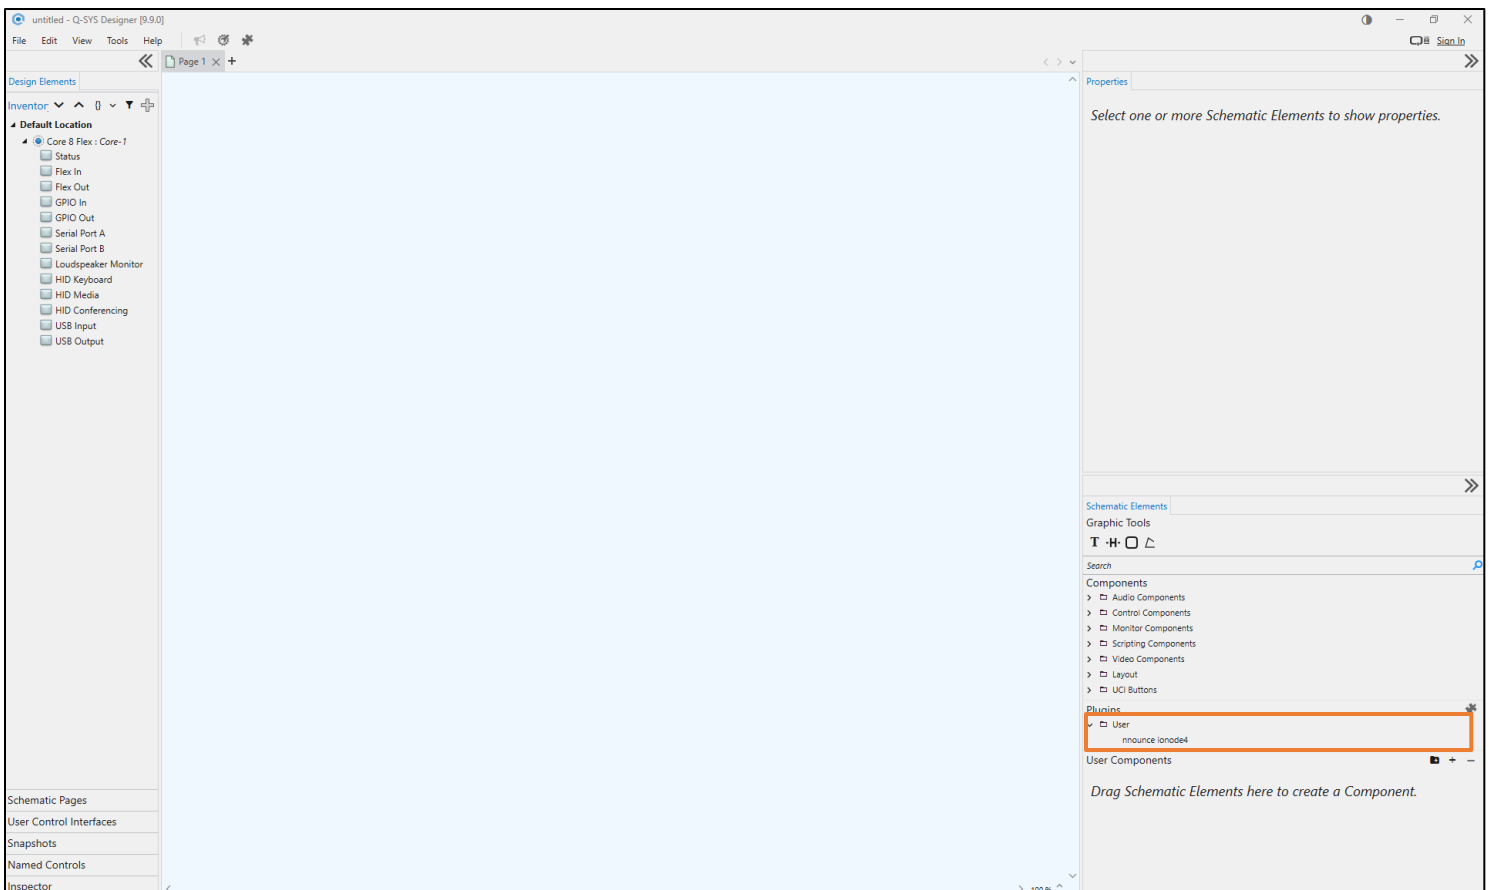 untitled - Q-SYS Designer [9.9.0]
File Edit View Tools Help
Sign In
Page 1
Design Elements
Properties
Inventor
Select one or more Schematic Elements to show properties.
Default Location
Core 8 Flex : Core-1
Status
Flex In
Flex Out
GPIO In
GPIO Out
Serial Port A
Serial Port B
Loudspeaker Monitor
HID Keyboard
HID Media
HID Conferencing
USB Input
USB Output
Schematic Elements
Graphic Tools
T H
Search
Components
Audio Components
Control Components
Monitor Components
Scripting Components
Video Components
Layout
UCI Buttons
Plugins
User
nnounce ionode4
User Components
Drag Schematic Elements here to create a Component.
Schematic Pages
User Control Interfaces
Snapshots
Named Controls
Inspector
100 %